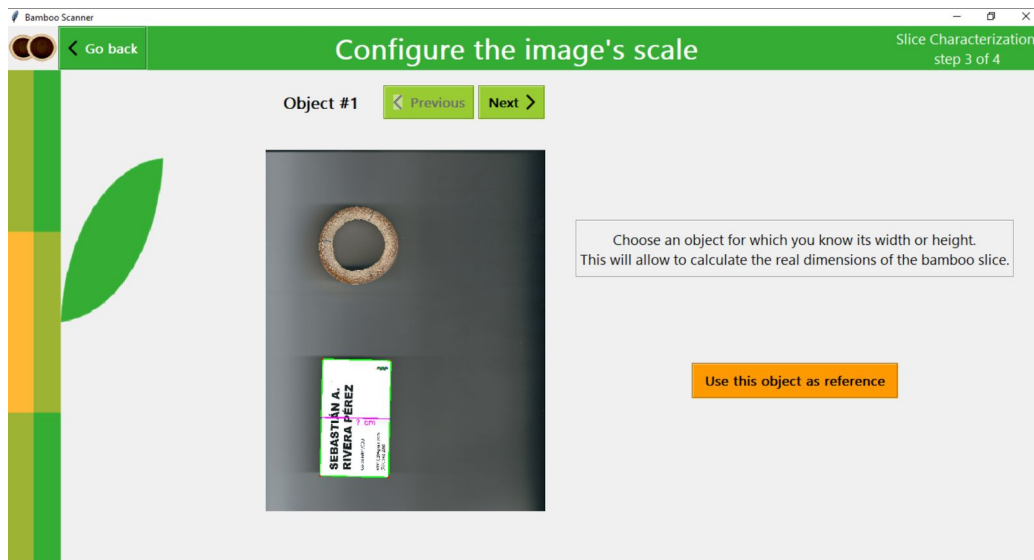 Bamboo Scanner
Go back
Configure the image's scale
Slice Characterization
step 3 of 4
Object #1
Previous
Next
Choose an object for which you know its width or height.
This will allow to calculate the real dimensions of the bamboo slice.
SEBASTIÁN A.
RIVERA PÉREZ
? cm
Use this object as reference